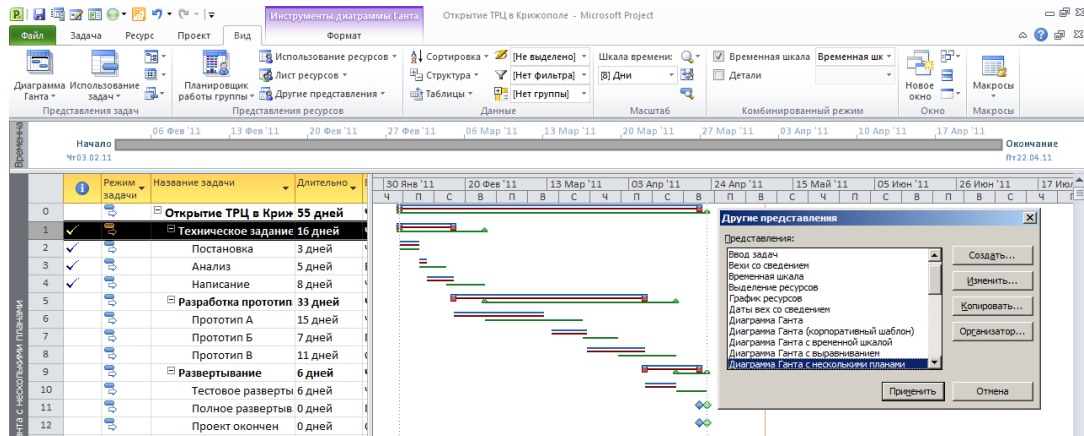 Инструменты диаграммы Ганта Открытие ТРЦ в Крижополе - Microsoft Project
Файл Задача Ресурс Проект Вид Формат
Использование ресурсов Сортировка [Не выделено] Шкала времени: Временная шкала Временная шк
Лист ресурсов Структура [Нет фильтра] [8] Дни Детали
Диаграмма Ганта Использование задач Планировщик работы группы Другие представления Таблицы [Нет группы] Новое окно Макросы
Представления задач Представления ресурсов Данные Масштаб Комбинированный режим Окно Макросы
Временна
06 Фев '11 13 Фев '11 20 Фев '11 27 Фев '11 06 Мар '11 13 Мар '11 20 Мар '11 27 Мар '11 03 Апр '11 10 Апр '11 17 Апр '11
Начало Окончание
Чт03.02.11 Пт22.04.11
Режим задачи Название задачи Длительно
30 Янв '11 20 Фев '11 13 Мар '11 03 Апр '11 24 Апр '11 15 Май '11 05 Июн '11 26 Июн '11 17 Июл
Ч П С В Ч П С В Ч П С В П В Ч С П В Ч С В П В С Ч П
0 Открытие ТРЦ в Криж 55 дней
1 Техническое задание 16 дней
2 Постановка 3 дней
3 Анализ 5 дней
4 Написание 8 дней
5 Разработка прототип 33 дней
6 Прототип А 15 дней
7 Прототип Б 7 дней
8 Прототип В 11 дней
9 Развертывание 6 дней
10 Тестовое разверты 6 дней
11 Полное развертыв 0 дней
12 Проект окончен 0 дней
нта с несколькими планами
Другие представления
Представления:
Ввод задач
Вехи со сведением
Временная шкала
Выделение ресурсов
График ресурсов
Даты вех со сведением
Диаграмма Ганта
Диаграмма Ганта (корпоративный шаблон)
Диаграмма Ганта с временной шкалой
Диаграмма Ганта с выравниванием
Диаграмма Ганта с несколькими планами
Создать...
Изменить...
Копировать...
Организатор...
Применить Отмена